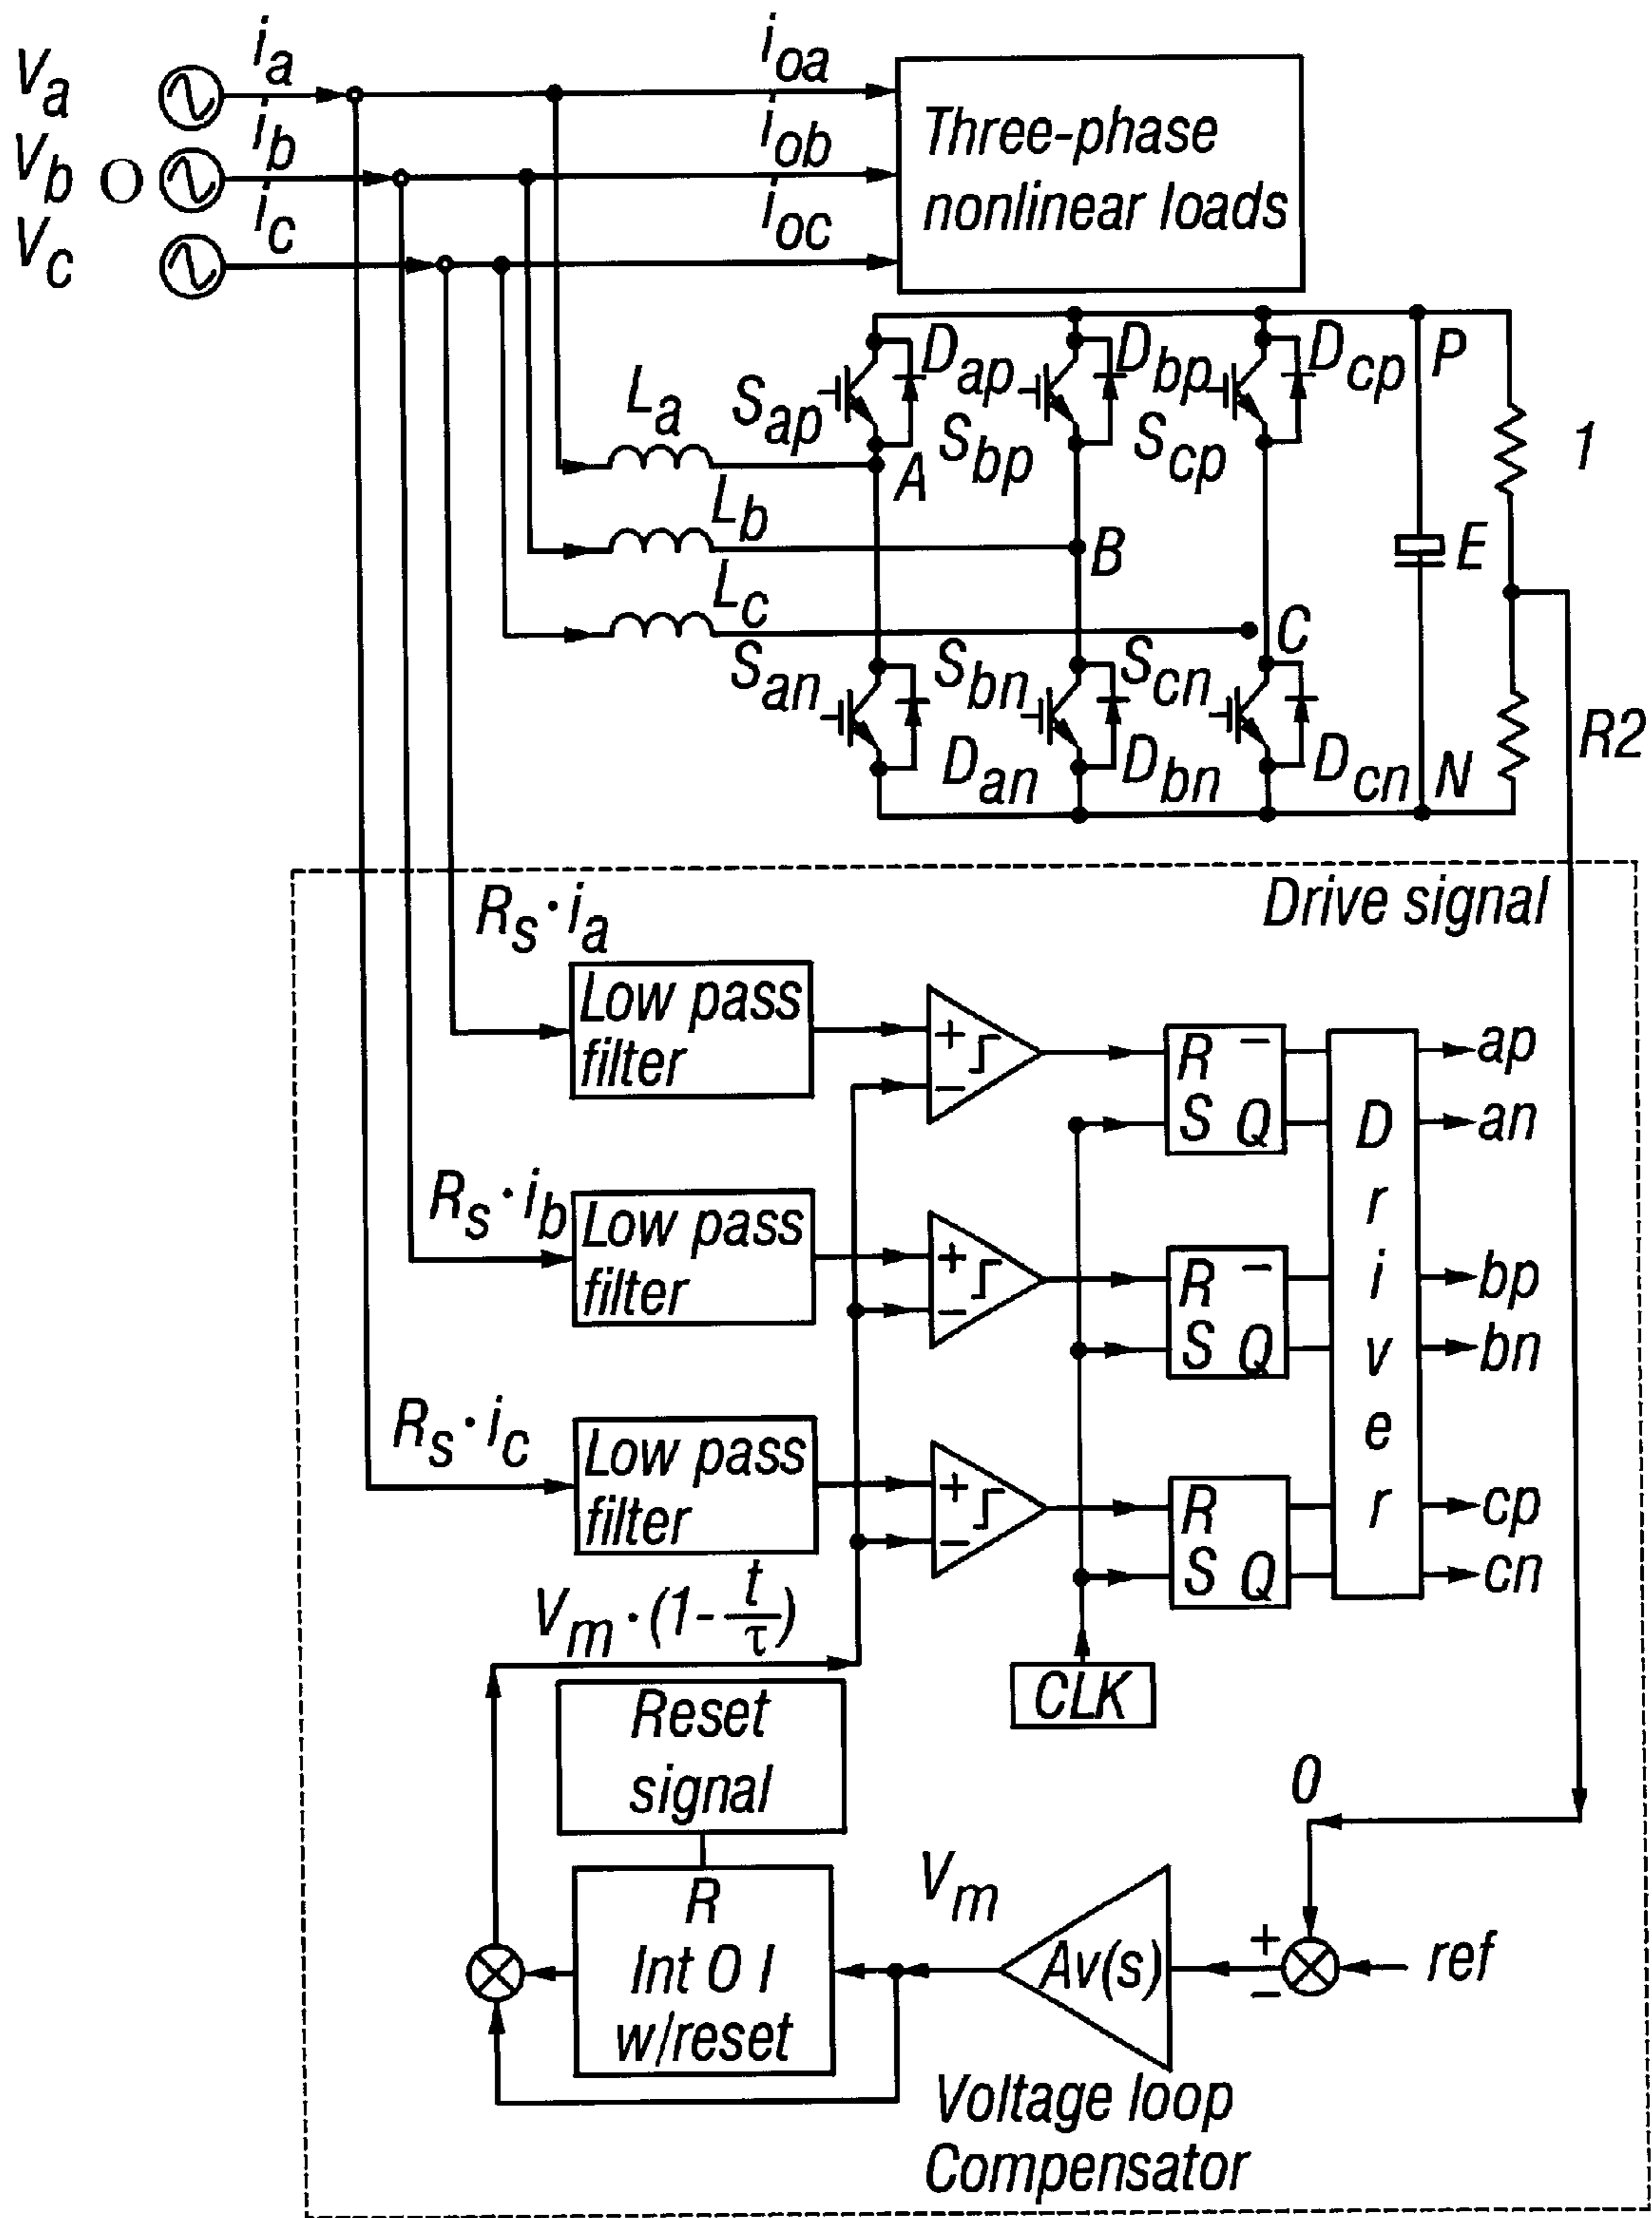 Va
ia
ioa
Vb
ib
iob
Vc
ic
ioc
Three-phase
nonlinear loads
Sap
Dap
Sbp
Dbp
Scp
Dcp
P
La
A
1
Lb
B
E
Lc
C
San
Sbn
Scn
Dan
Dbn
Dcn
N
R2
Drive signal
Rs·ia
Low pass
filter
+
−
R −
S Q
ap
an
Rs·ib
Low pass
filter
+
−
R −
S Q
bp
bn
Rs·ic
Low pass
filter
+
−
R
S Q
cp
cn
Driver
Vm·(1-t/τ)
CLK
Reset
signal
0
R
Int O I
w/reset
Vm
Av(s)
+
−
ref
Voltage loop
Compensator